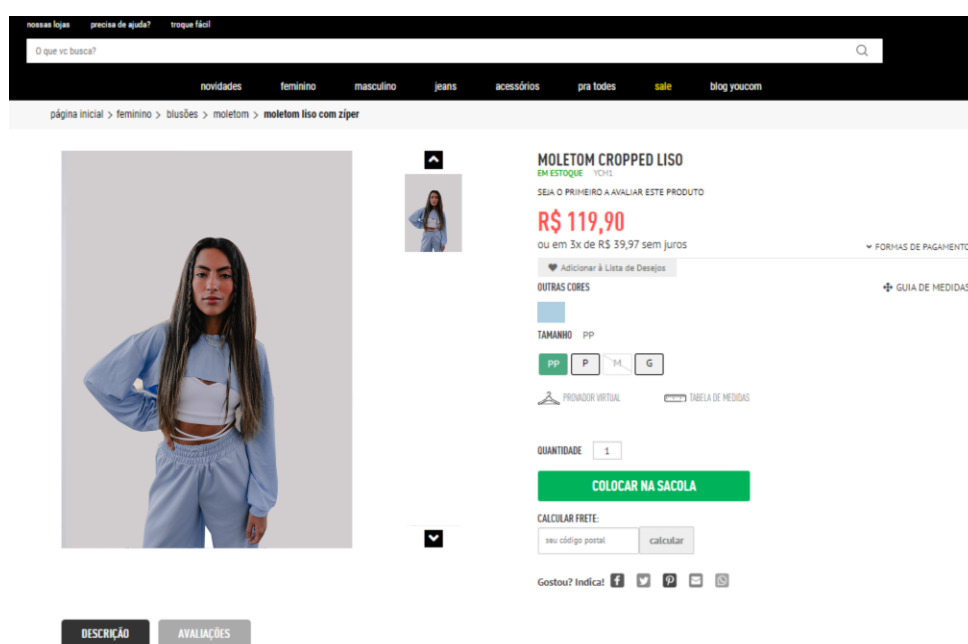 nossas lojas precisa de ajuda? troque fácil
O que vc busca?
novidades feminino masculino jeans acessórios pra todes sale blog youcom
página inicial > feminino > blusões > moletom > moletom liso com zíper
MOLETOM CROPPED LISO
EM ESTOQUE YCM1
SEJA O PRIMEIRO A AVALIAR ESTE PRODUTO
R$ 119,90
ou em 3x de R$ 39,97 sem juros
FORMAS DE PAGAMENTO
Adicionar à Lista de Desejos
OUTRAS CORES
GUIA DE MEDIDAS
TAMANHO PP
PP P M G
PROVADOR VIRTUAL TABELA DE MEDIDAS
QUANTIDADE 1
COLOCAR NA SACOLA
CALCULAR FRETE:
seu código postal calcular
Gostou? Indica!
DESCRIÇÃO AVALIAÇÕES